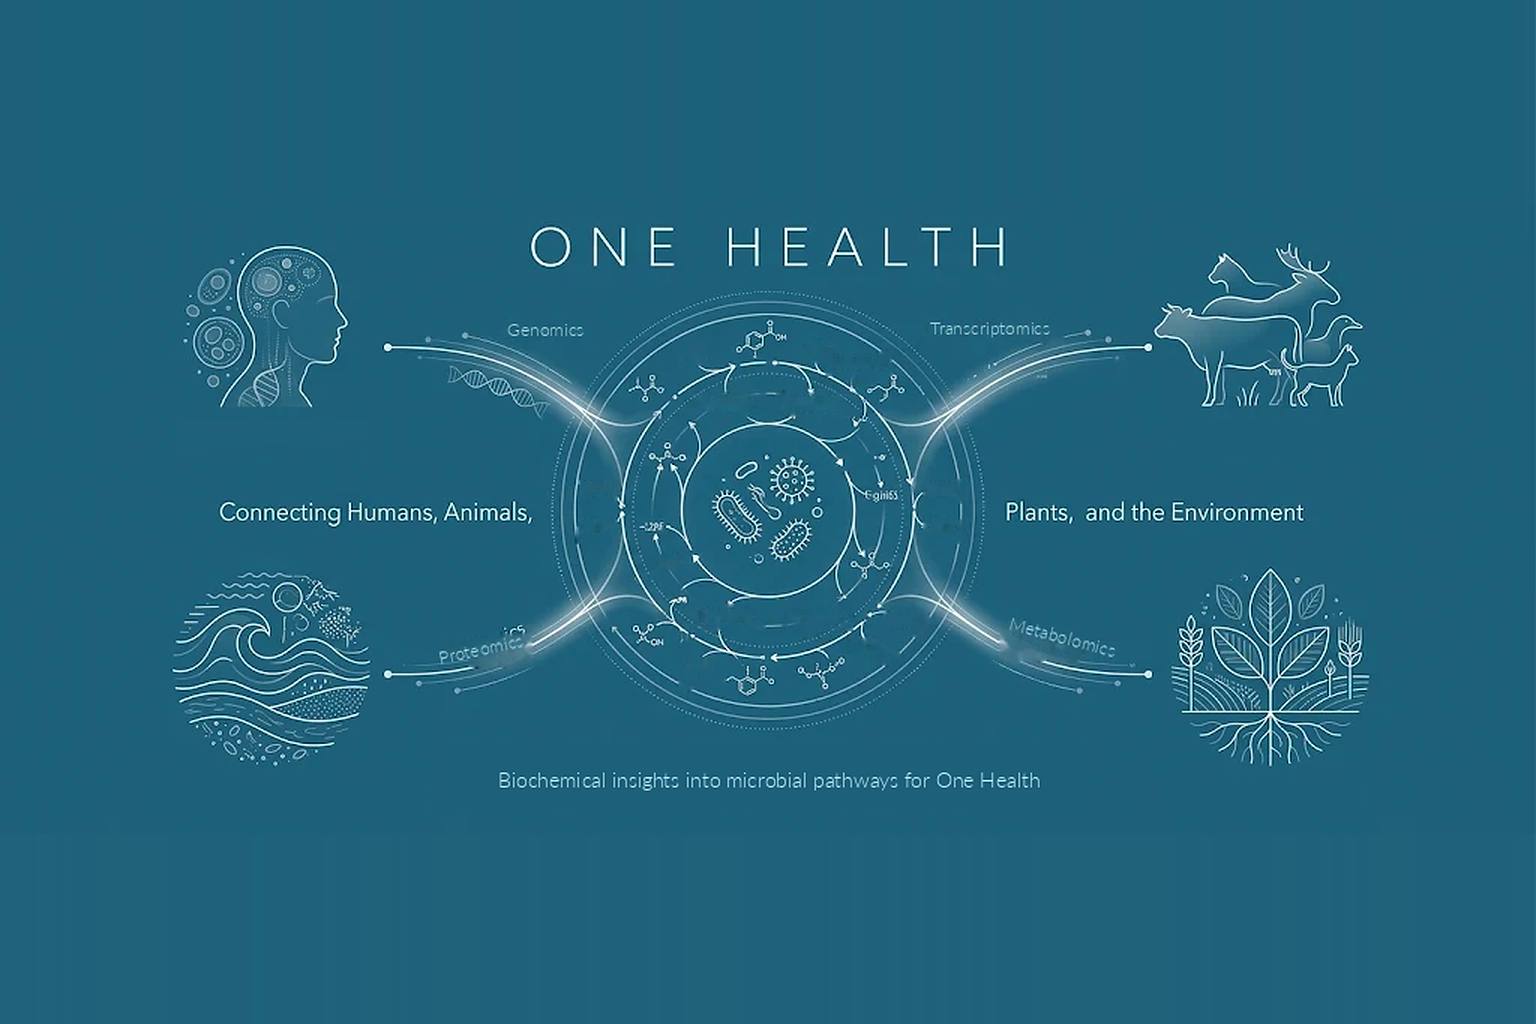 ONE HEALTH
Genomics
Transcriptomics
Connecting Humans, Animals,
Plants, and the Environment
Proteomics
Metabolomics
Biochemical insights into microbial pathways for One Health